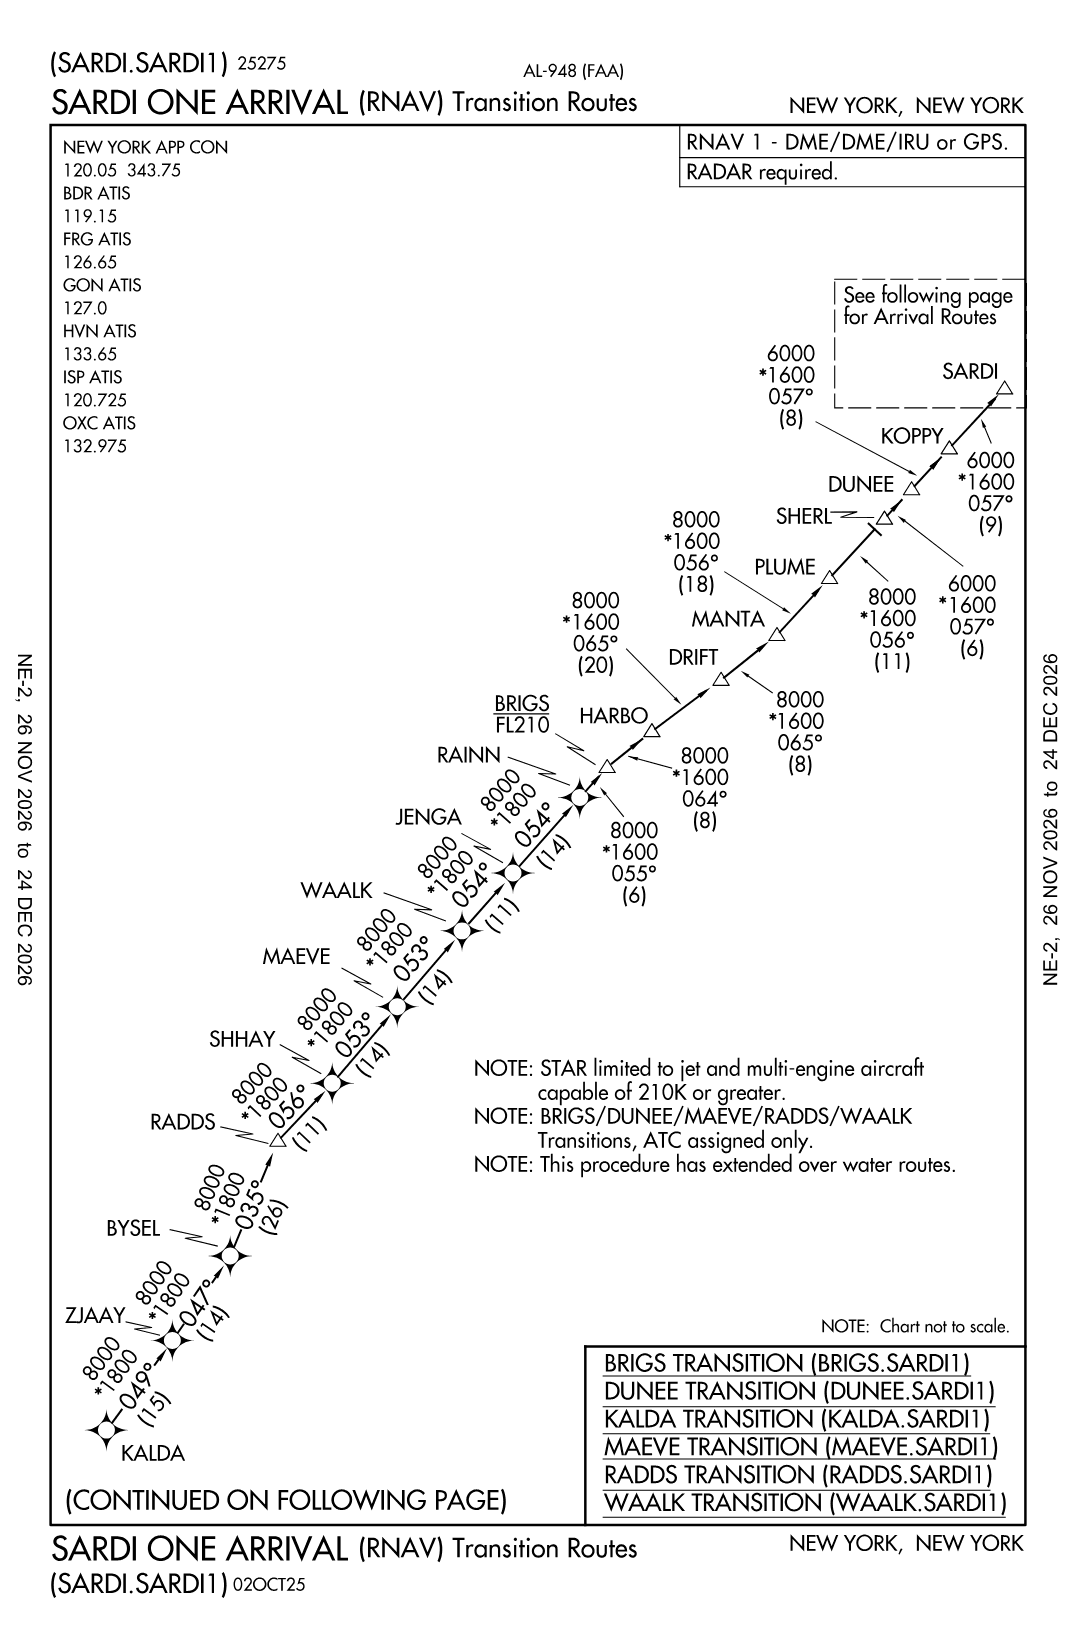 (SARDI.SARDI1) 25275
AL-948 (FAA)
SARDI ONE ARRIVAL (RNAV) Transition Routes
NEW YORK, NEW YORK
NEW YORK APP CON
120.05 343.75
BDR ATIS
119.15
FRG ATIS
126.65
GON ATIS
127.0
HVN ATIS
133.65
ISP ATIS
120.725
OXC ATIS
132.975
RNAV 1 - DME/DME/IRU or GPS.
RADAR required.
See following page
for Arrival Routes
SARDI
6000
*1600
057°
(8)
KOPPY
6000
*1600
057°
(9)
DUNEE
SHERL
8000
*1600
056°
(18)
PLUME
6000
*1600
057°
(6)
8000
*1600
056°
(11)
8000
*1600
065°
(20)
MANTA
DRIFT
8000
*1600
065°
(8)
BRIGS
FL210
HARBO
RAINN
8000
*1600
064°
(8)
8000
*1800
054°
(14)
JENGA
8000
*1600
055°
(6)
8000
*1800
054°
(11)
WAALK
8000
*1800
053°
(14)
MAEVE
8000
*1800
053°
(14)
SHHAY
8000
*1800
056°
(11)
RADDS
8000
*1800
035°
(26)
BYSEL
8000
*1800
047°
(14)
ZJAAY
8000
*1800
049°
(15)
KALDA
NOTE: STAR limited to jet and multi-engine aircraft
capable of 210K or greater.
NOTE: BRIGS/DUNEE/MAEVE/RADDS/WAALK
Transitions, ATC assigned only.
NOTE: This procedure has extended over water routes.
NOTE: Chart not to scale.
BRIGS TRANSITION (BRIGS.SARDI1)
DUNEE TRANSITION (DUNEE.SARDI1)
KALDA TRANSITION (KALDA.SARDI1)
MAEVE TRANSITION (MAEVE.SARDI1)
RADDS TRANSITION (RADDS.SARDI1)
WAALK TRANSITION (WAALK.SARDI1)
(CONTINUED ON FOLLOWING PAGE)
SARDI ONE ARRIVAL (RNAV) Transition Routes
NEW YORK, NEW YORK
(SARDI.SARDI1) 02OCT25
NE-2, 26 NOV 2026 to 24 DEC 2026
NE-2, 26 NOV 2026 to 24 DEC 2026